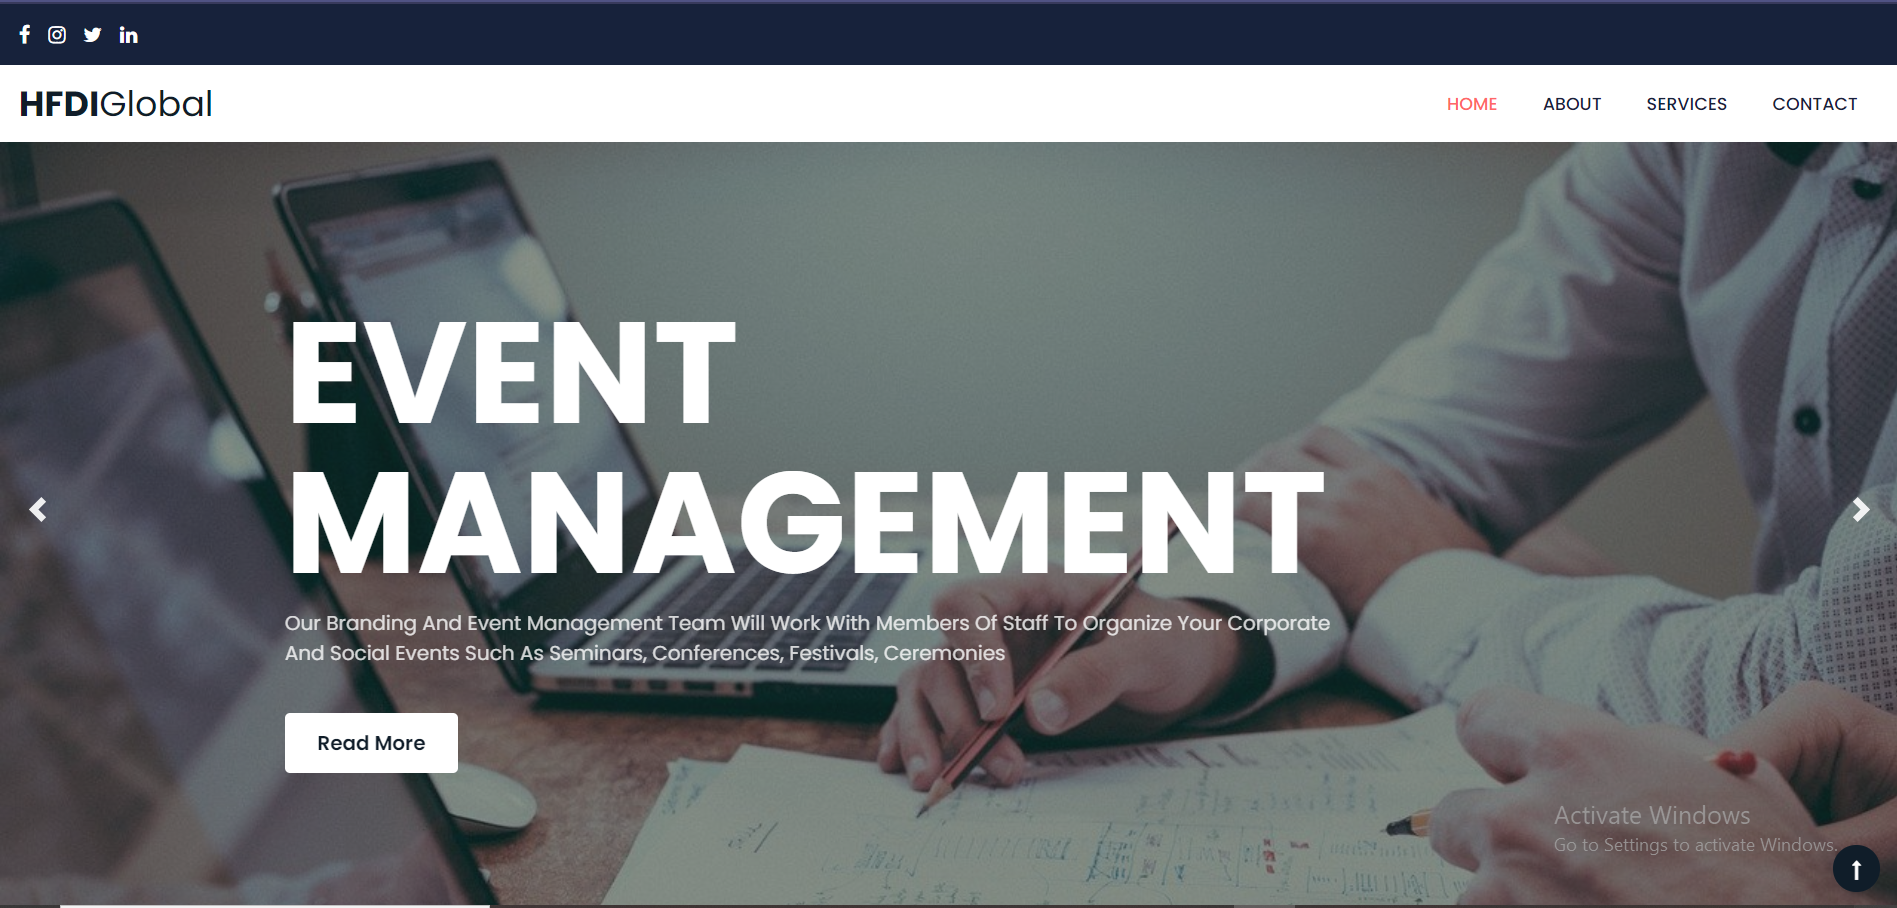 HFDIGlobal
HOME ABOUT SERVICES CONTACT
EVENT
MANAGEMENT
Our Branding And Event Management Team Will Work With Members Of Staff To Organize Your Corporate
And Social Events Such As Seminars, Conferences, Festivals, Ceremonies
Read More
Activate Windows
Go to Settings to activate Windows.